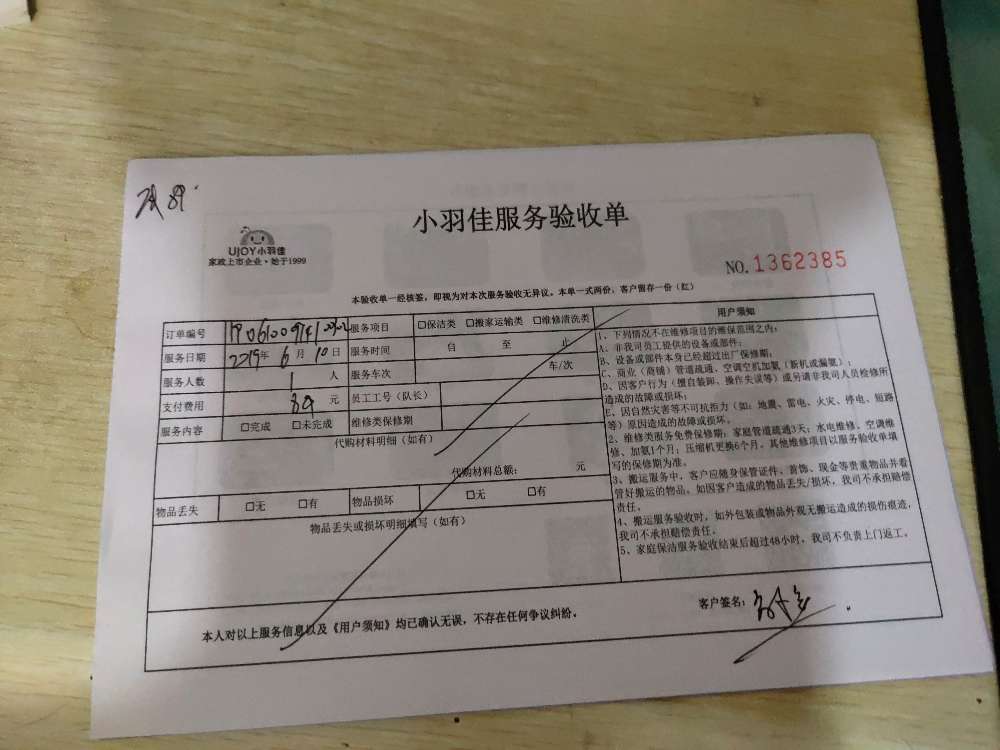 89
小羽佳服务验收单
UJOY小羽佳
家政上市企业·始于1999
NO.1362385
本验收单一经核签，即视为对本次服务验收无异议。本单一式两份，客户留存一份（红）
订单编号 服务项目 □保洁类 □搬家运输类 □维修清洗类
服务日期 2219年 6月 10日 服务时间 自 至 止
服务人数 1 人 服务车次 车/次
支付费用 89 元 员工工号（队长）
服务内容 □完成 □未完成 维修类保修期
代购材料明细（如有）
代购材料总额： 元
物品丢失 □无 □有 物品损坏 □无 □有
物品丢失或损坏明细填写（如有）
用户须知
1、下列情况不在维修项目的维保范围之内：
A、非我司员工提供的设备或部件；
B、设备或部件本身已经超过出厂保修期；
C、商业（商铺）管道疏通、空调空机加氨（新机或漏氨）；
D、因客户行为（擅自装卸、操作失误等）或另请非我司人员检修所
造成的故障或损坏；
E、因自然灾害等不可抗拒力（如：地震、雷电、火灾、停电、短路
等）原因造成的故障或损坏。
2、维修类服务免费保修期：家庭管道疏通3天；水电维修、空调维
修、加氨1个月；压缩机更换6个月。其他维修项目以服务验收单填
写的保修期为准。
3、搬运服务中，客户应随身保管证件、首饰、现金等贵重物品并看
管好搬运的物品。如因客户造成的物品丢失/损坏，我司不承担赔偿
责任。
4、搬运服务验收时，如外包装或物品外观无搬运造成的损伤痕迹，
我司不承担赔偿责任。
5、家庭保洁服务验收结束后超过48小时，我司不负责上门返工。
本人对以上服务信息以及《用户须知》均已确认无误，不存在任何争议纠纷。
客户签名：